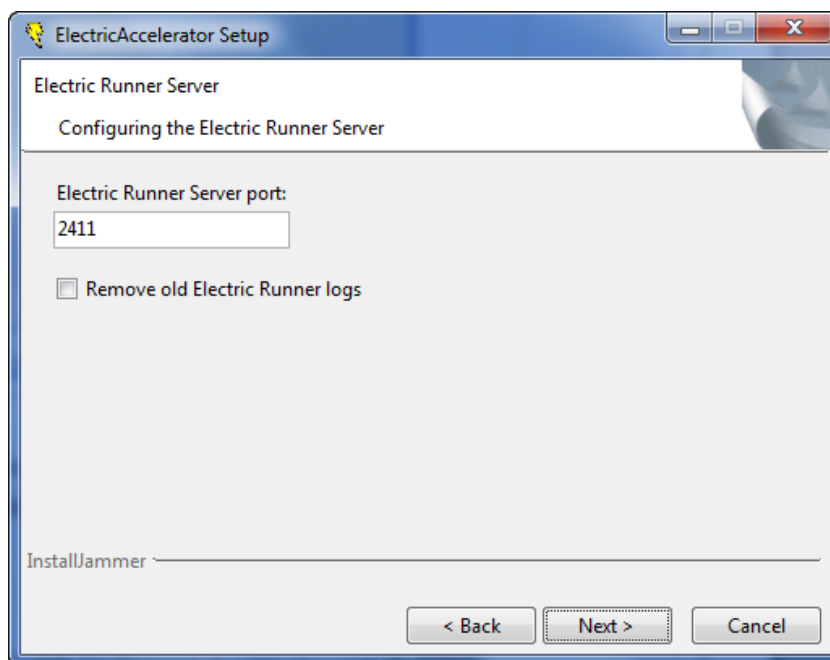 ElectricAccelerator Setup
Electric Runner Server
Configuring the Electric Runner Server
Electric Runner Server port:
2411
Remove old Electric Runner logs
InstallJammer
< Back Next > Cancel